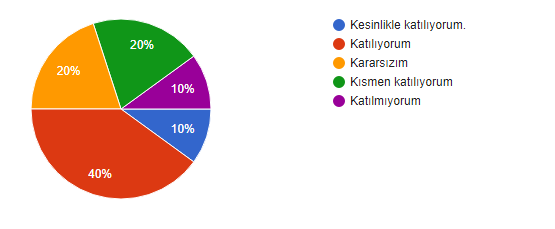 20%
20%
10%
10%
40%
Kesinlikle katılıyorum.
Katılıyorum
Kararsızım
Kısmen katılıyorum
Katılmıyorum